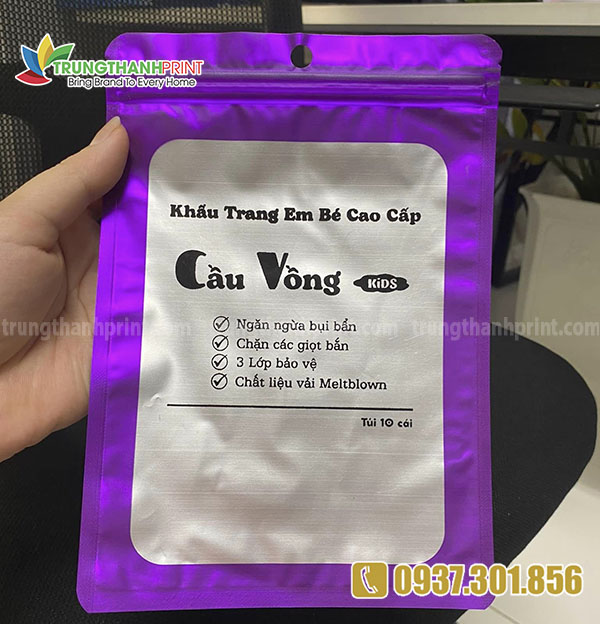 TRUNGTHANHPRINT
Bring Brand To Every Home
Khẩu Trang Em Bé Cao Cấp
Cầu Vồng KiDS
trungthanhprint.com trungthanhprint.com
Ngăn ngừa bụi bẩn
Chặn các giọt bắn
3 Lớp bảo vệ
Chất liệu vải Meltblown
Túi 10 cái
0937.301.856